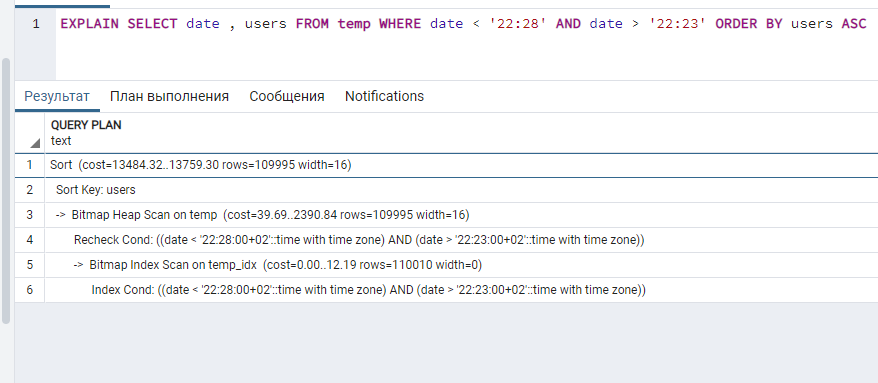 1 EXPLAIN SELECT date , users FROM temp WHERE date < '22:28' AND date > '22:23' ORDER BY users ASC
Результат План выполнения Сообщения Notifications
QUERY PLAN
text
1 Sort (cost=13484.32..13759.30 rows=109995 width=16)
2 Sort Key: users
3 -> Bitmap Heap Scan on temp (cost=39.69..2390.84 rows=109995 width=16)
4 Recheck Cond: ((date < '22:28:00+02'::time with time zone) AND (date > '22:23:00+02'::time with time zone))
5 -> Bitmap Index Scan on temp_idx (cost=0.00..12.19 rows=110010 width=0)
6 Index Cond: ((date < '22:28:00+02'::time with time zone) AND (date > '22:23:00+02'::time with time zone))